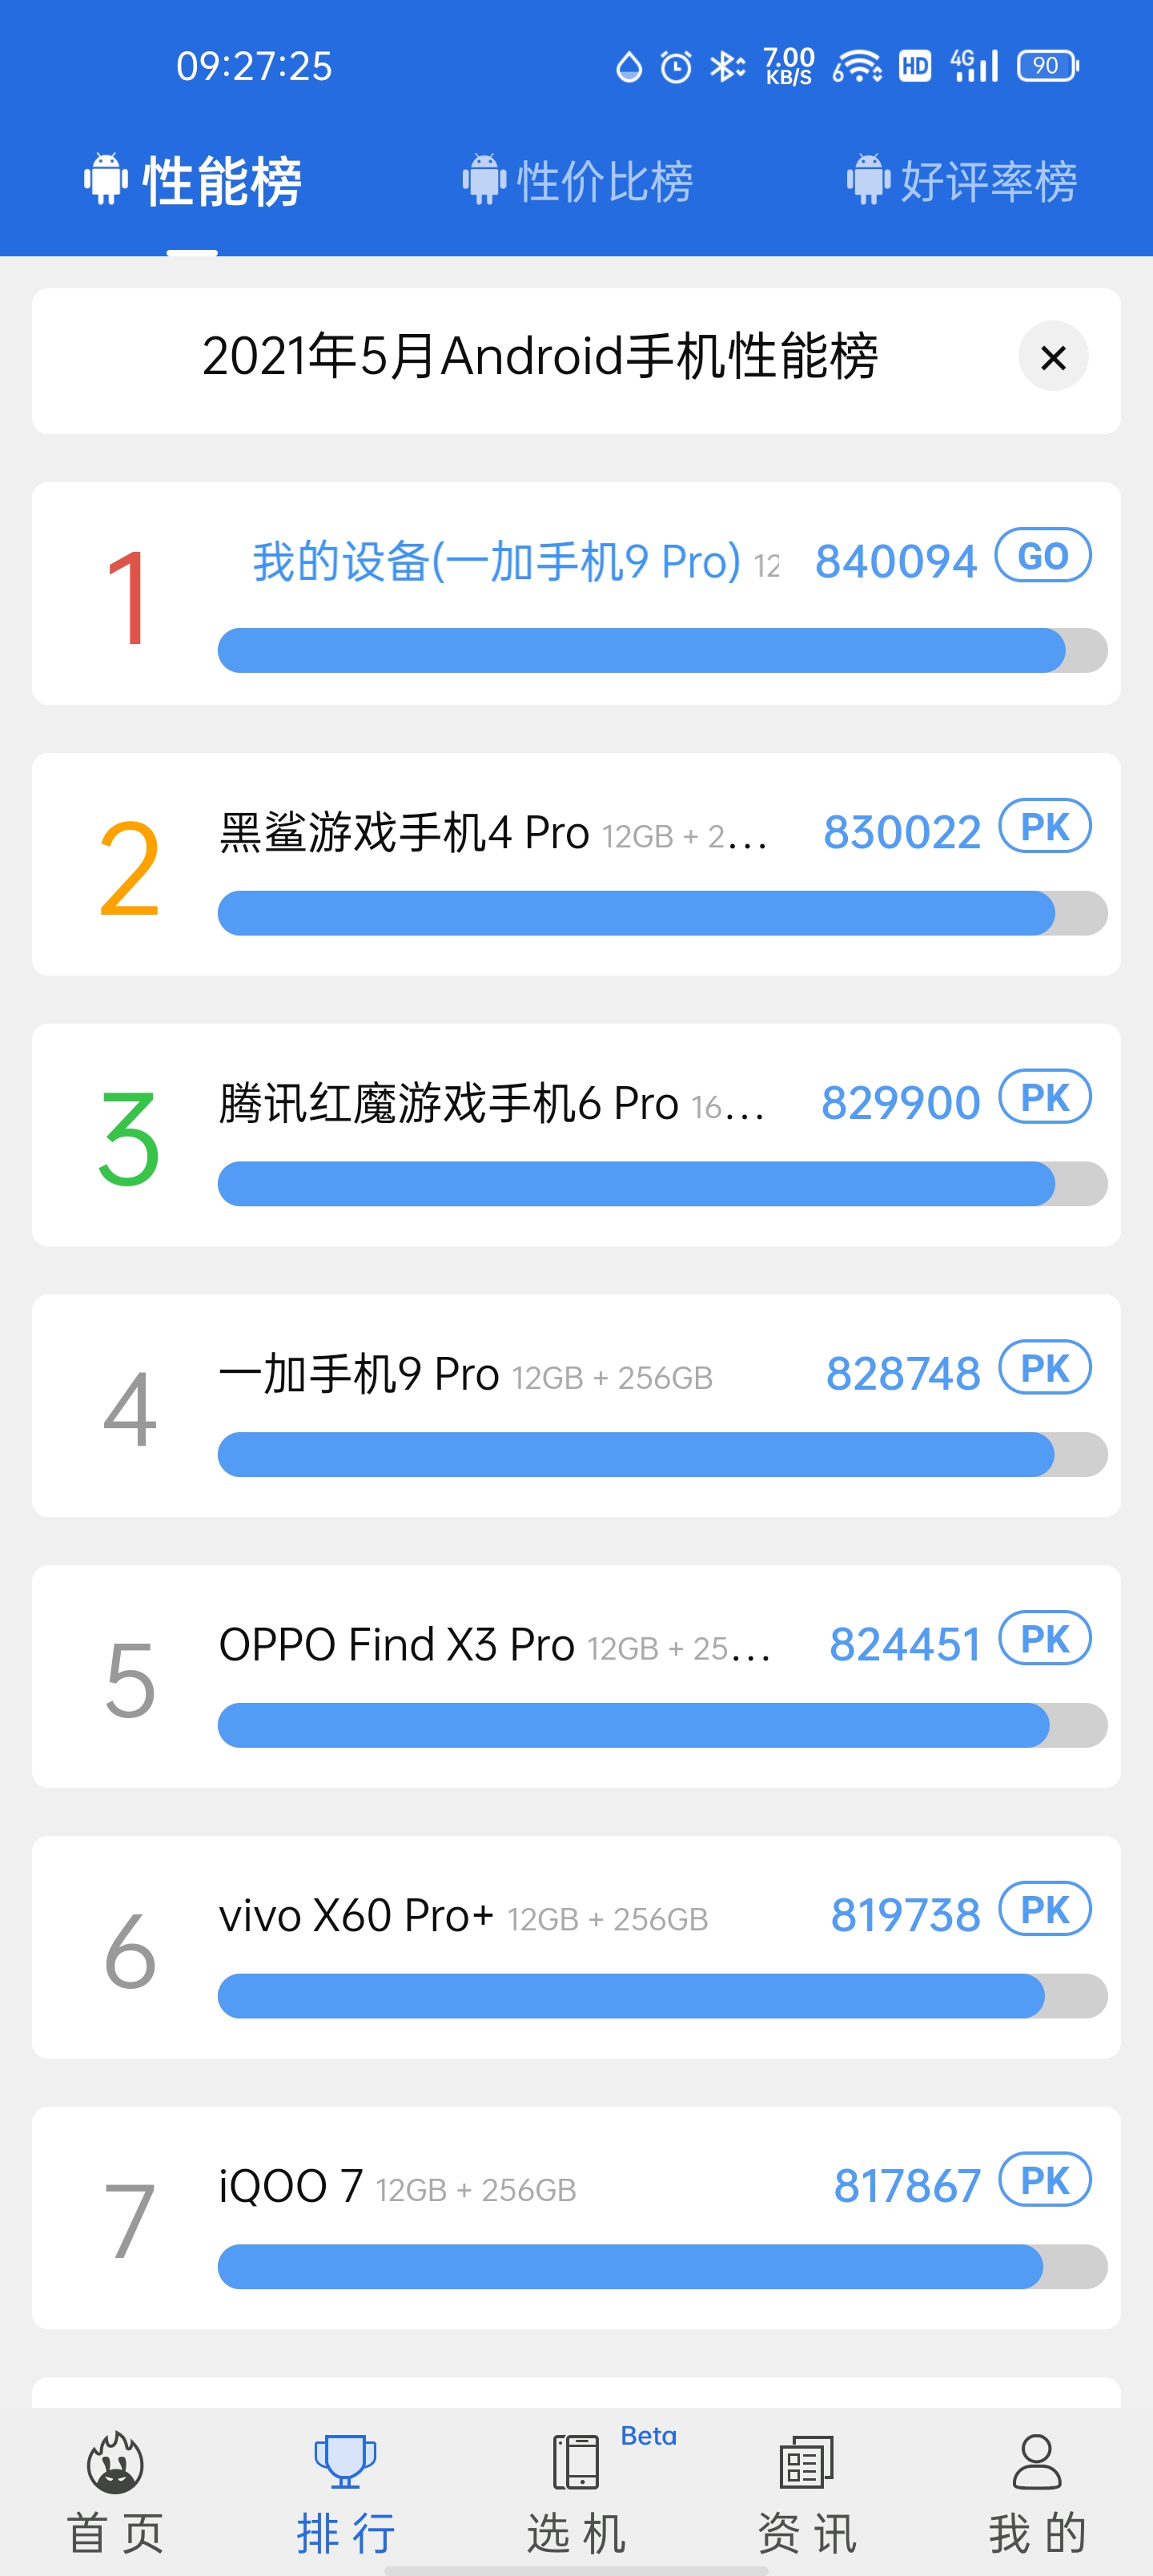 09:27:25 7.00 KB/S 6 HD 4G 90
性能榜 性价比榜 好评率榜
2021年5月Android手机性能榜
1 我的设备(一加手机9 Pro) 12 840094 GO
2 黑鲨游戏手机4 Pro 12GB + 2... 830022 PK
3 腾讯红魔游戏手机6 Pro 16... 829900 PK
4 一加手机9 Pro 12GB + 256GB 828748 PK
5 OPPO Find X3 Pro 12GB + 25... 824451 PK
6 vivo X60 Pro+ 12GB + 256GB 819738 PK
7 iQOO 7 12GB + 256GB 817867 PK
Beta
首页 排行 选机 资讯 我的